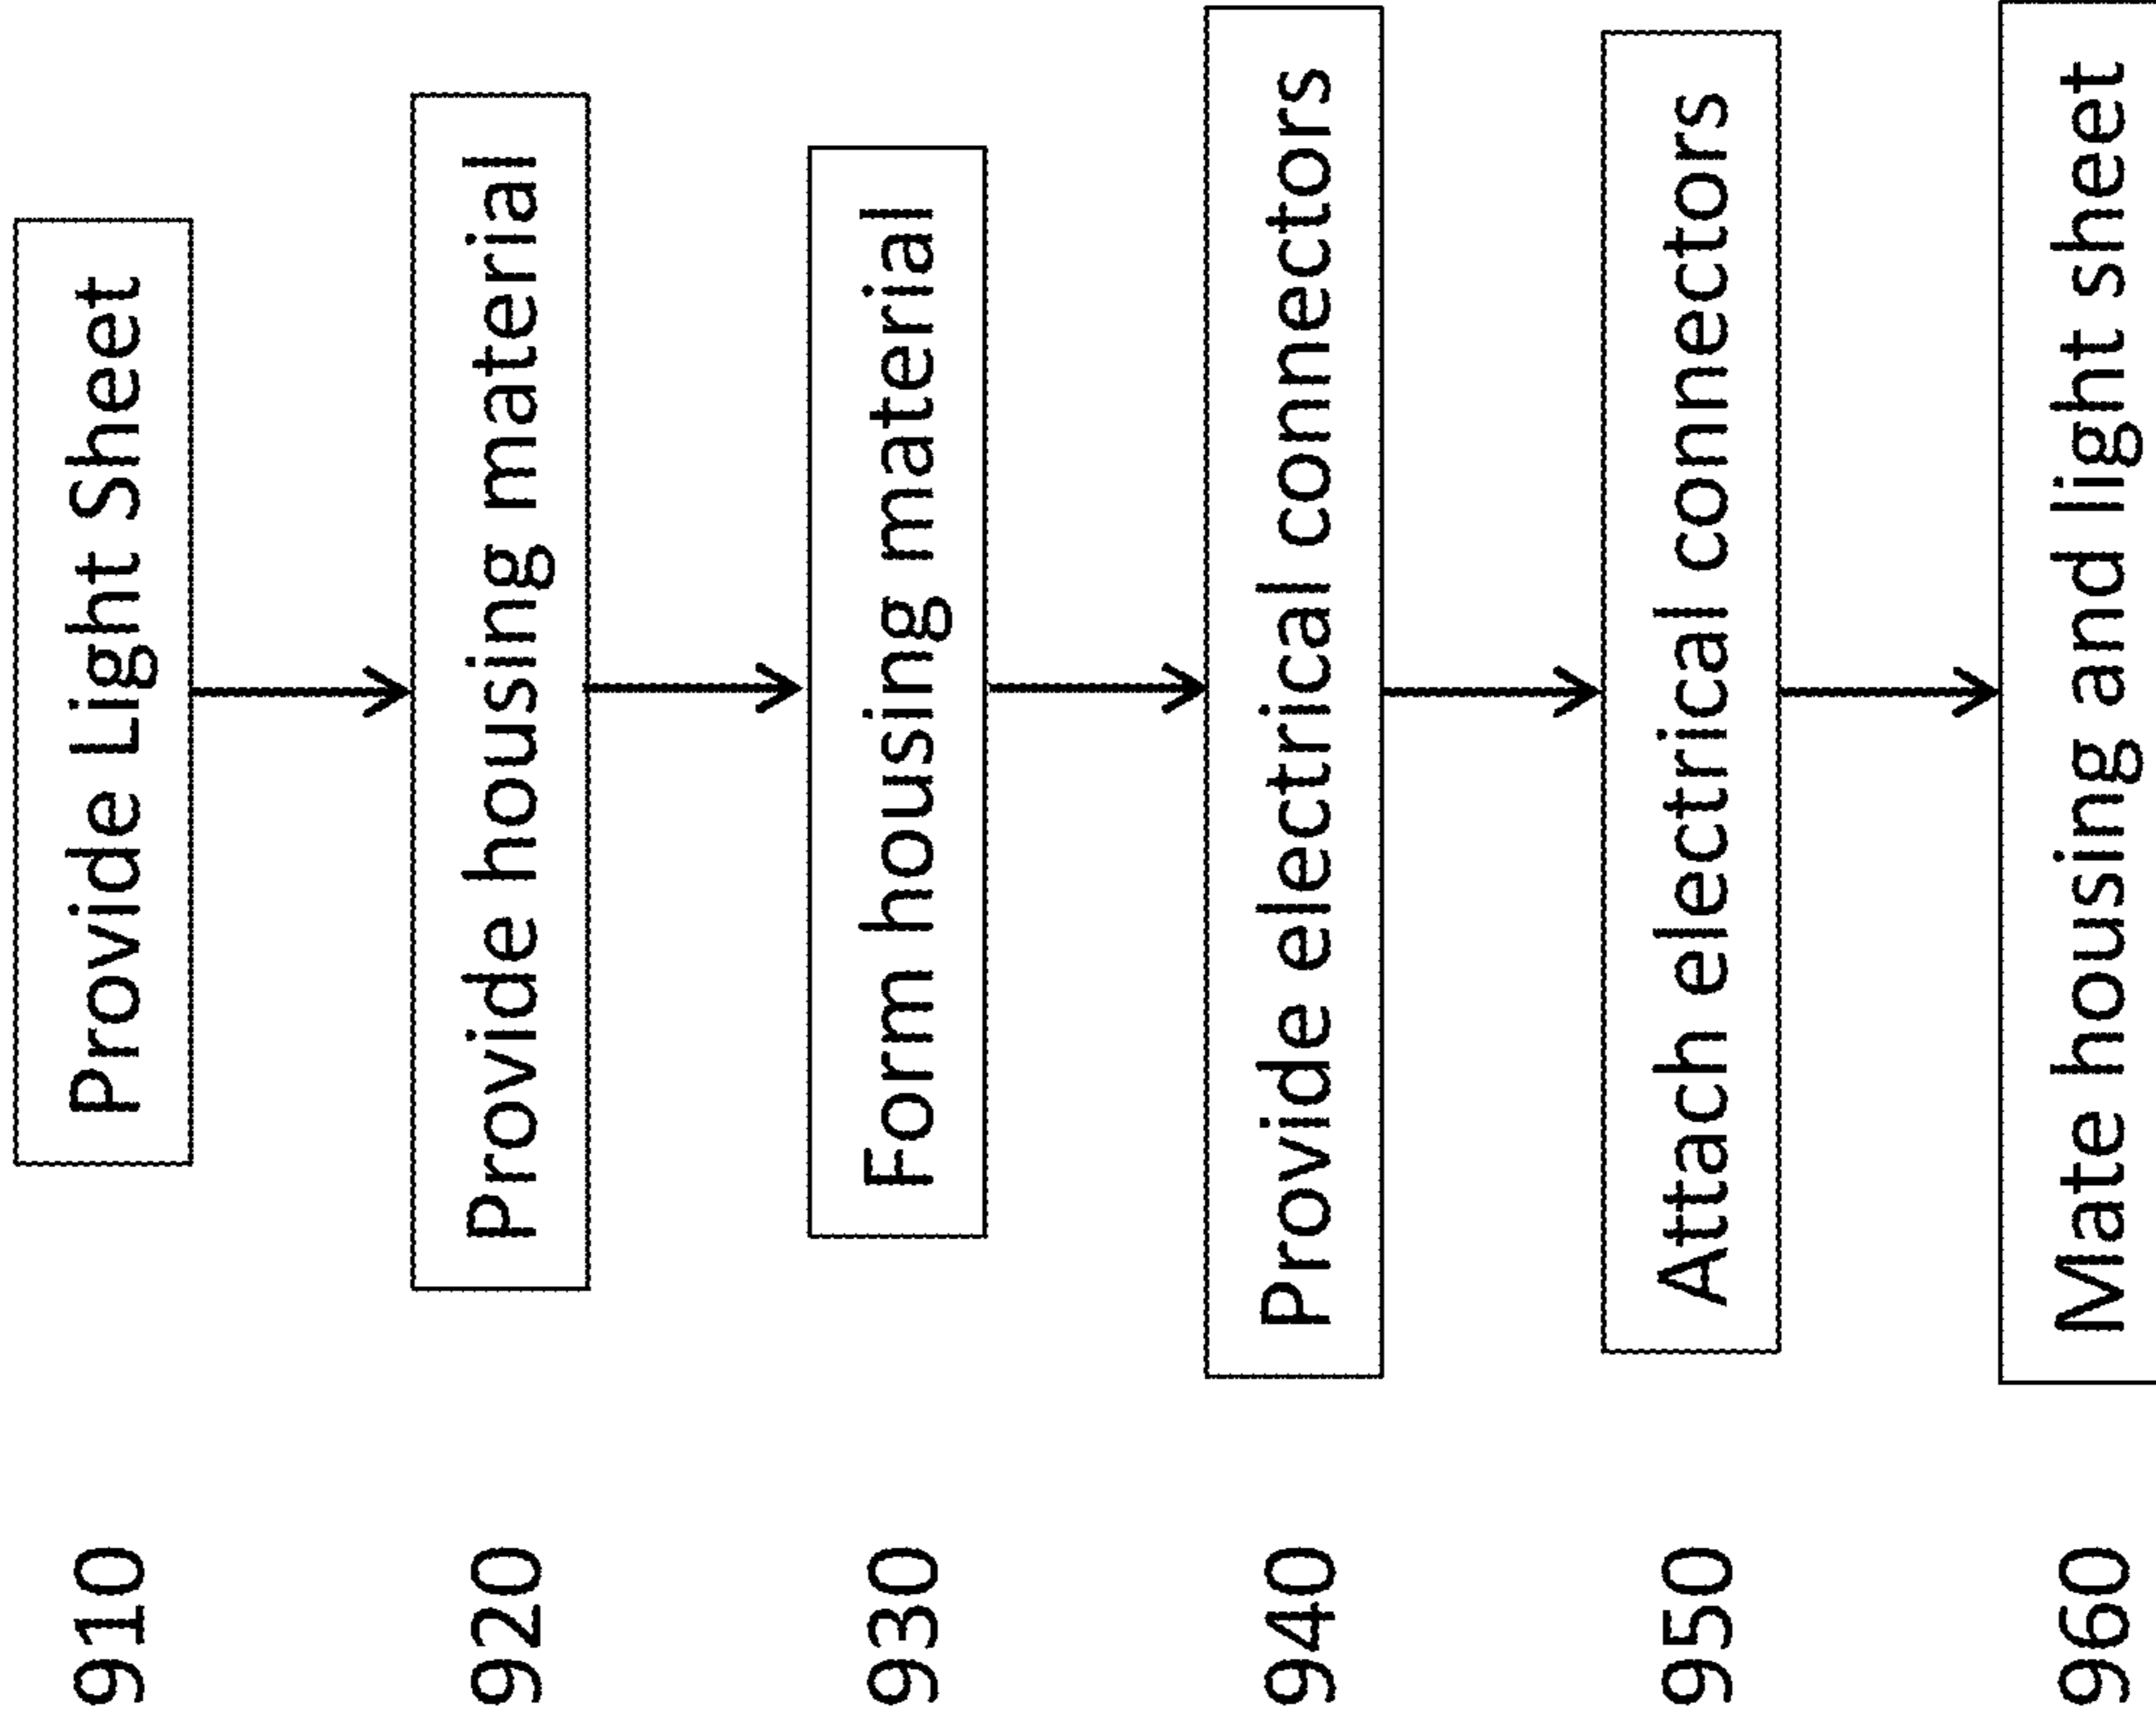 910 Provide Light Sheet
920 Provide housing material
930 Form housing material
940 Provide electrical connectors
950 Attach electrical connectors
960 Mate housing and light sheet